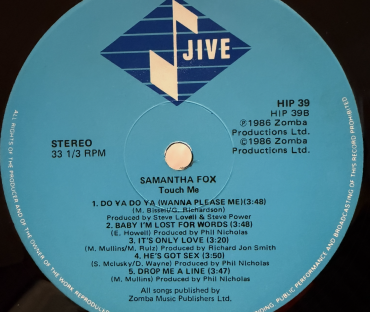 JIVE
HIP 39
HIP 39B
℗1986 Zomba
Productions Ltd.
©1986 Zomba
Productions Ltd.
STEREO
33 1/3 RPM
SAMANTHA FOX
Touch Me
1. DO YA DO YA (WANNA PLEASE ME)(3:48)
(M. Bissei/G. Richardson)
Produced by Steve Lovell & Steve Power
2. BABY I'M LOST FOR WORDS (3:48)
(E. Howell) Produced by Phil Nicholas
3. IT'S ONLY LOVE (3:20)
(M. Mullins/M. Ruiz) Produced by Richard Jon Smith
4. HE'S GOT SEX (3:50)
(S. Mclusky/D. Wayne) Produced by Phil Nicholas
5. DROP ME A LINE (3:47)
(M. Mullins) Produced by Phil Nicholas
All songs published by
Zomba Music Publishers Ltd.
ALL RIGHTS OF THE PRODUCER AND OF THE OWNER OF THE WORK REPRODUC
PUBLIC PERFORMANCE AND BROADCASTING OF THIS RECORD PROHIBITED